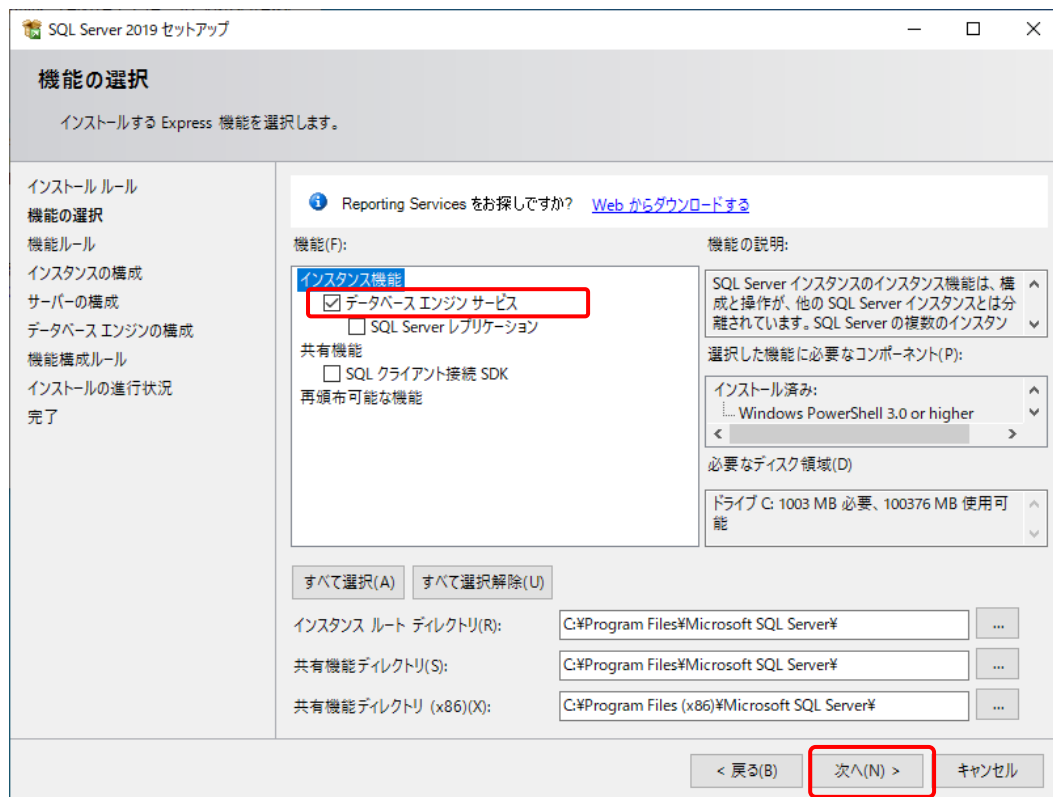 SQL Server 2019 セットアップ
機能の選択
インストールする Express 機能を選択します。
インストール ルール
機能の選択
機能ルール
インスタンスの構成
サーバーの構成
データベース エンジンの構成
機能構成ルール
インストールの進行状況
完了
Reporting Services をお探しですか? Web からダウンロードする
機能(F):
インスタンス機能
データベース エンジン サービス
SQL Server レプリケーション
共有機能
SQL クライアント接続 SDK
再頒布可能な機能
機能の説明:
SQL Server インスタンスのインスタンス機能は、構
成と操作が、他の SQL Server インスタンスとは分
離されています。SQL Server の複数のインスタン
選択した機能に必要なコンポーネント(P):
インストール済み:
Windows PowerShell 3.0 or higher
必要なディスク領域(D)
ドライブ C: 1003 MB 必要、100376 MB 使用可
能
すべて選択(A) すべて選択解除(U)
インスタンス ルート ディレクトリ(R): C:¥Program Files¥Microsoft SQL Server¥ ...
共有機能ディレクトリ(S): C:¥Program Files¥Microsoft SQL Server¥ ...
共有機能ディレクトリ (x86)(X): C:¥Program Files (x86)¥Microsoft SQL Server¥ ...
< 戻る(B) 次へ(N) > キャンセル